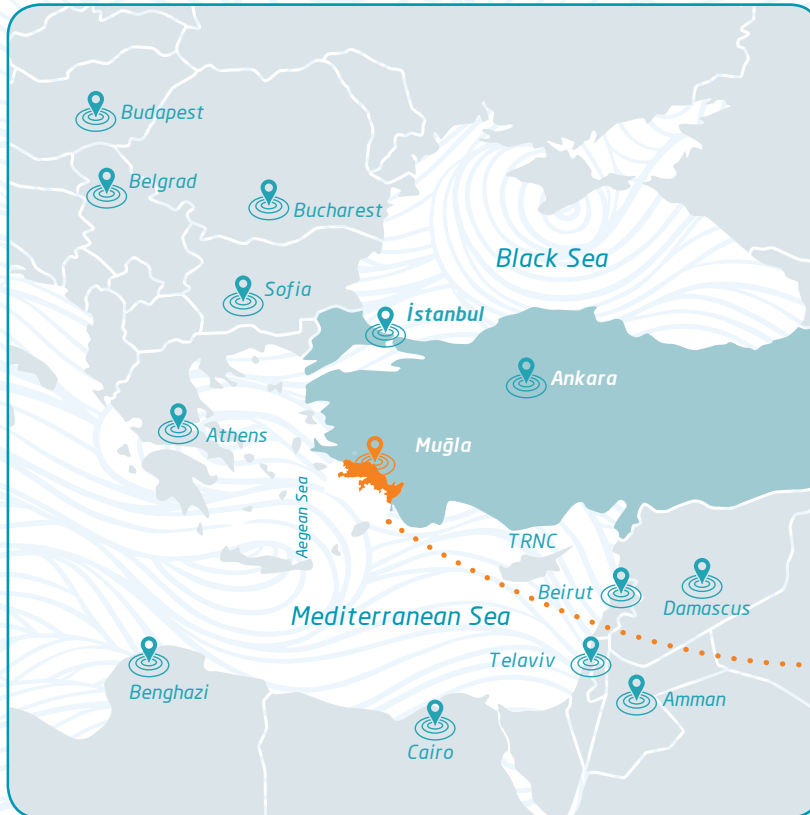 Budapest
Belgrad
Bucharest
Black Sea
Sofia
İstanbul
Ankara
Athens
Muğla
Aegean Sea
TRNC
Beirut
Damascus
Mediterranean Sea
Telaviv
Benghazi
Amman
Cairo